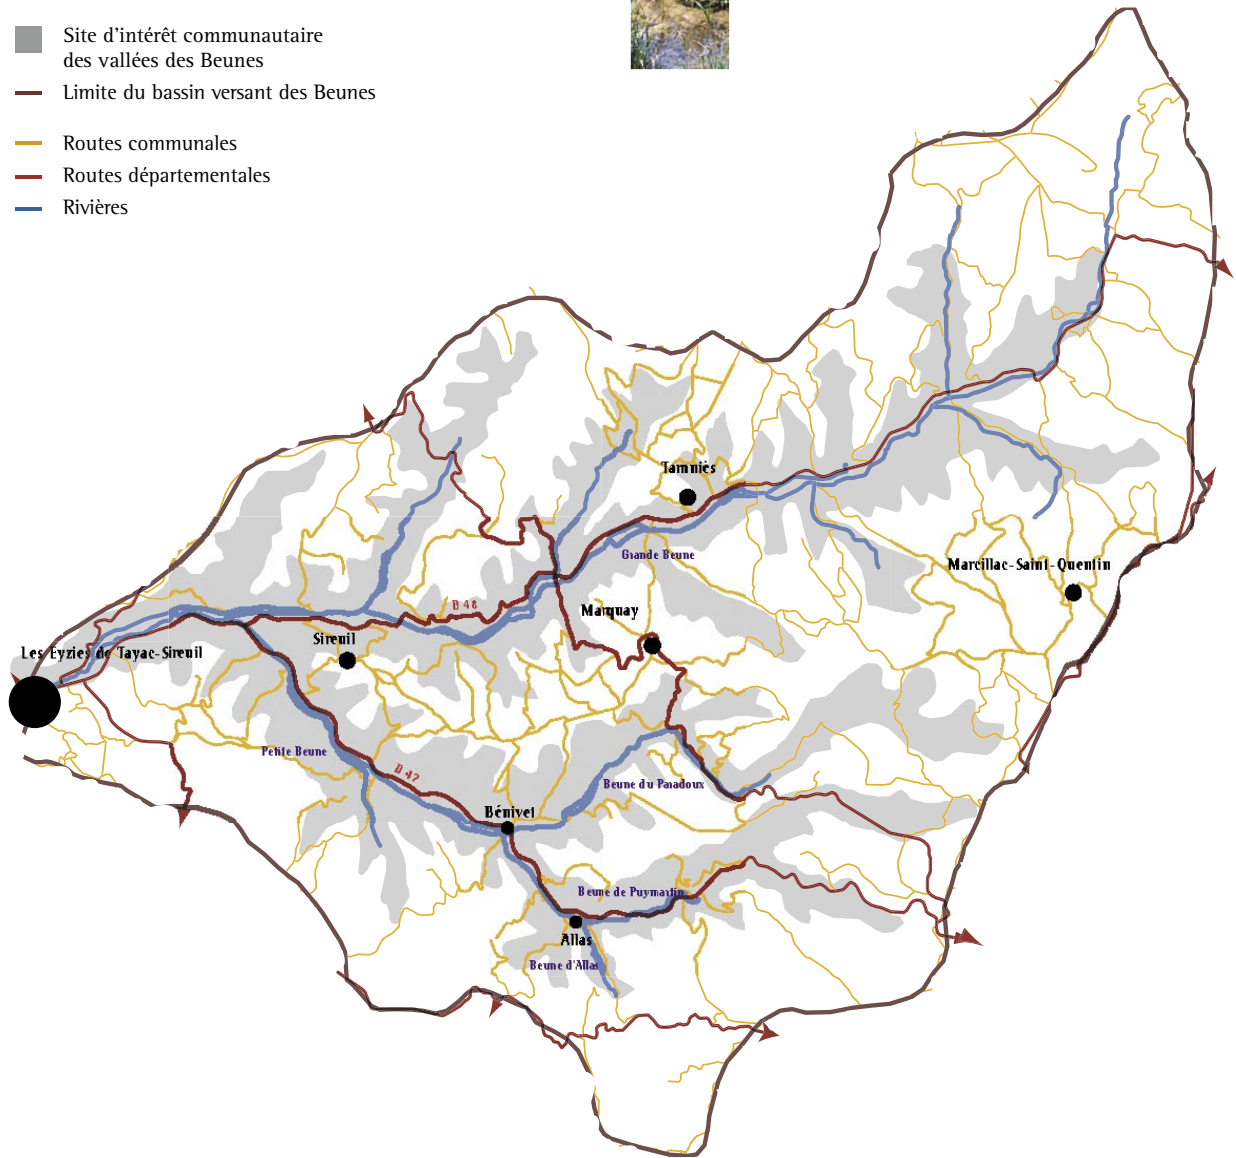 Site d'intérêt communautaire
des vallées des Beunes
Limite du bassin versant des Beunes
Routes communales
Routes départementales
Rivières
Tamniès
Grande Beune
Marcillac-Saint-Quentin
D 48
Marquay
Sireuil
Les Eyzies de Tayac-Sireuil
Petite Beune
D 47
Beune du Paradoux
Bénivet
Beune de Puymartin
Allas
Beune d'Allas